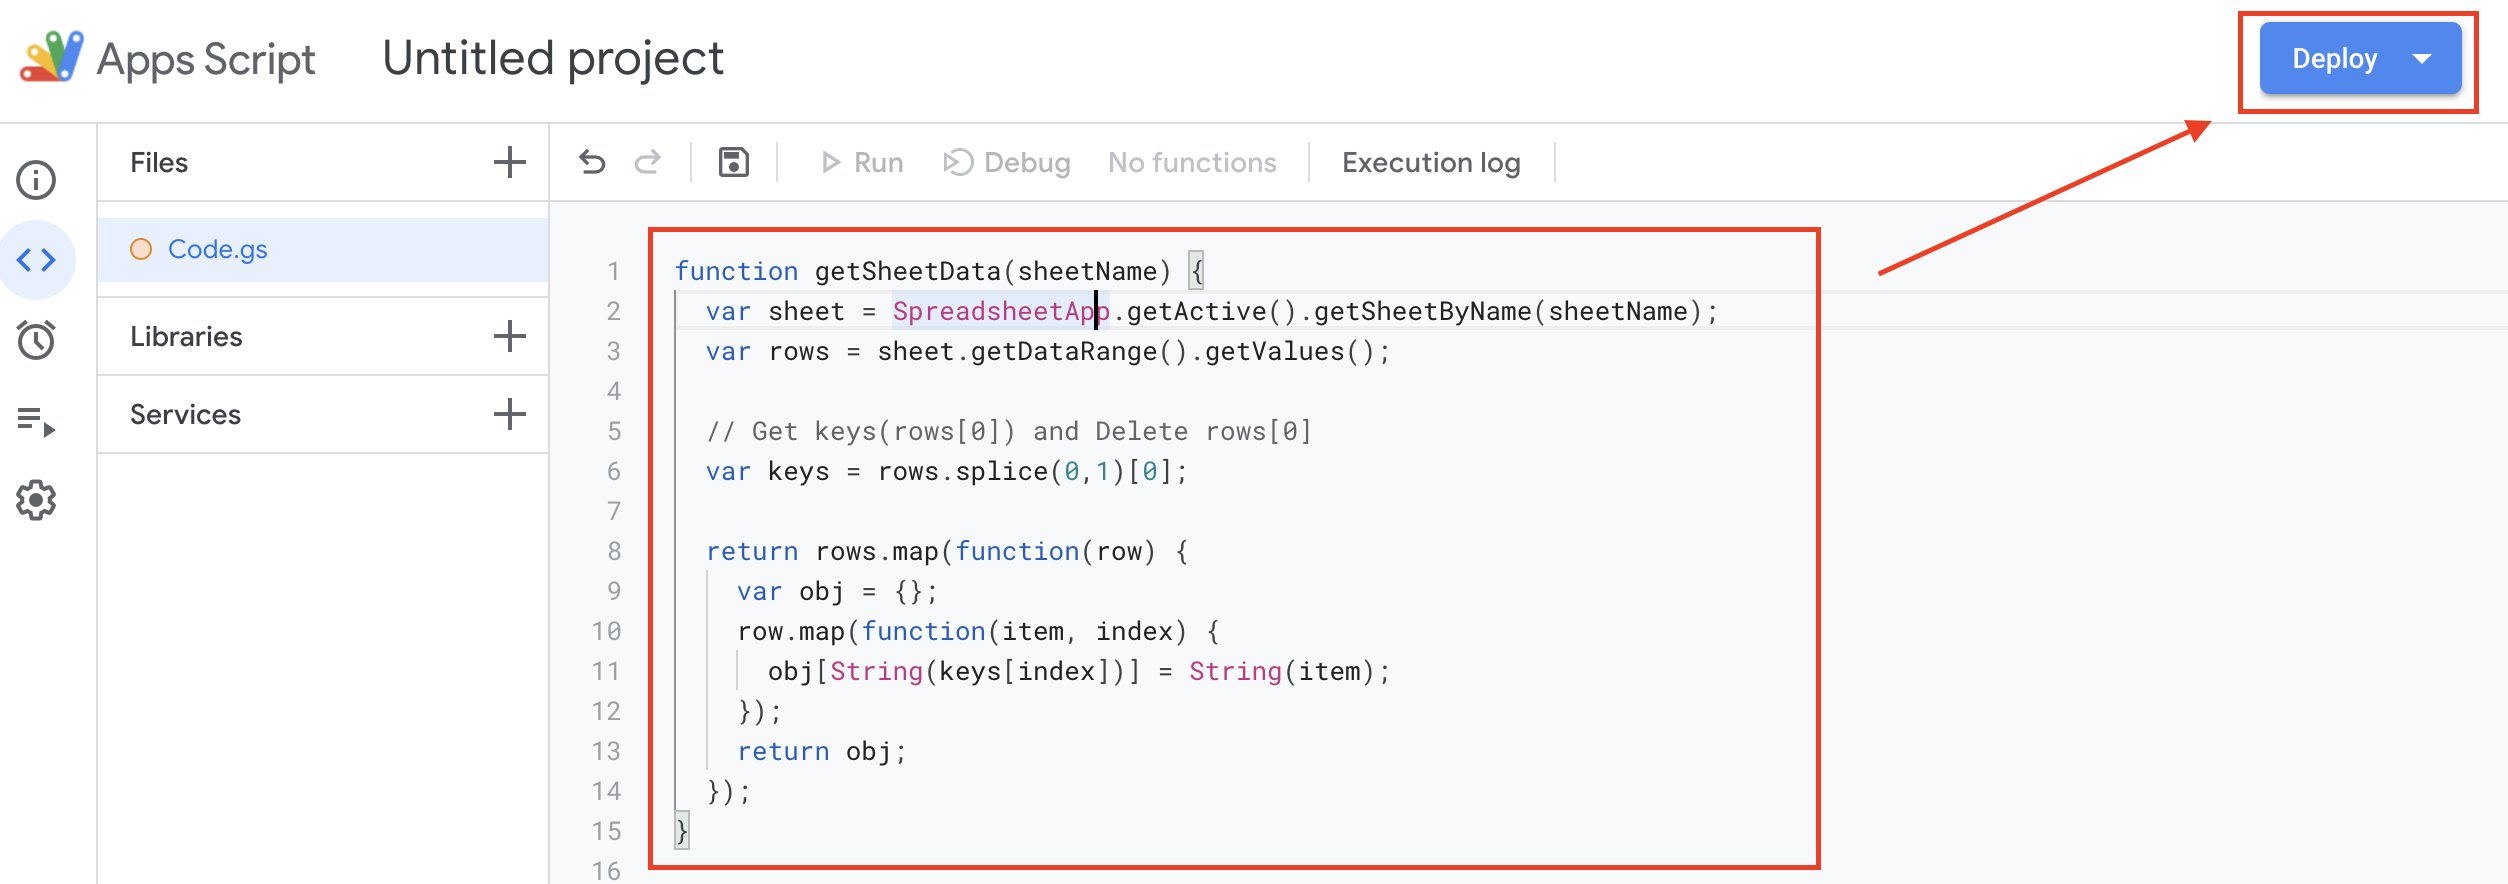 Apps Script
Untitled project
Deploy
Files
Code.gs
Libraries
Services
Run
Debug
No functions
Execution log
1 function getSheetData(sheetName) {
2 var sheet = SpreadsheetApp.getActive().getSheetByName(sheetName);
3 var rows = sheet.getDataRange().getValues();
4
5 // Get keys(rows[0]) and Delete rows[0]
6 var keys = rows.splice(0,1)[0];
7
8 return rows.map(function(row) {
9 var obj = {};
10 row.map(function(item, index) {
11 obj[String(keys[index])] = String(item);
12 });
13 return obj;
14 });
15 }
16